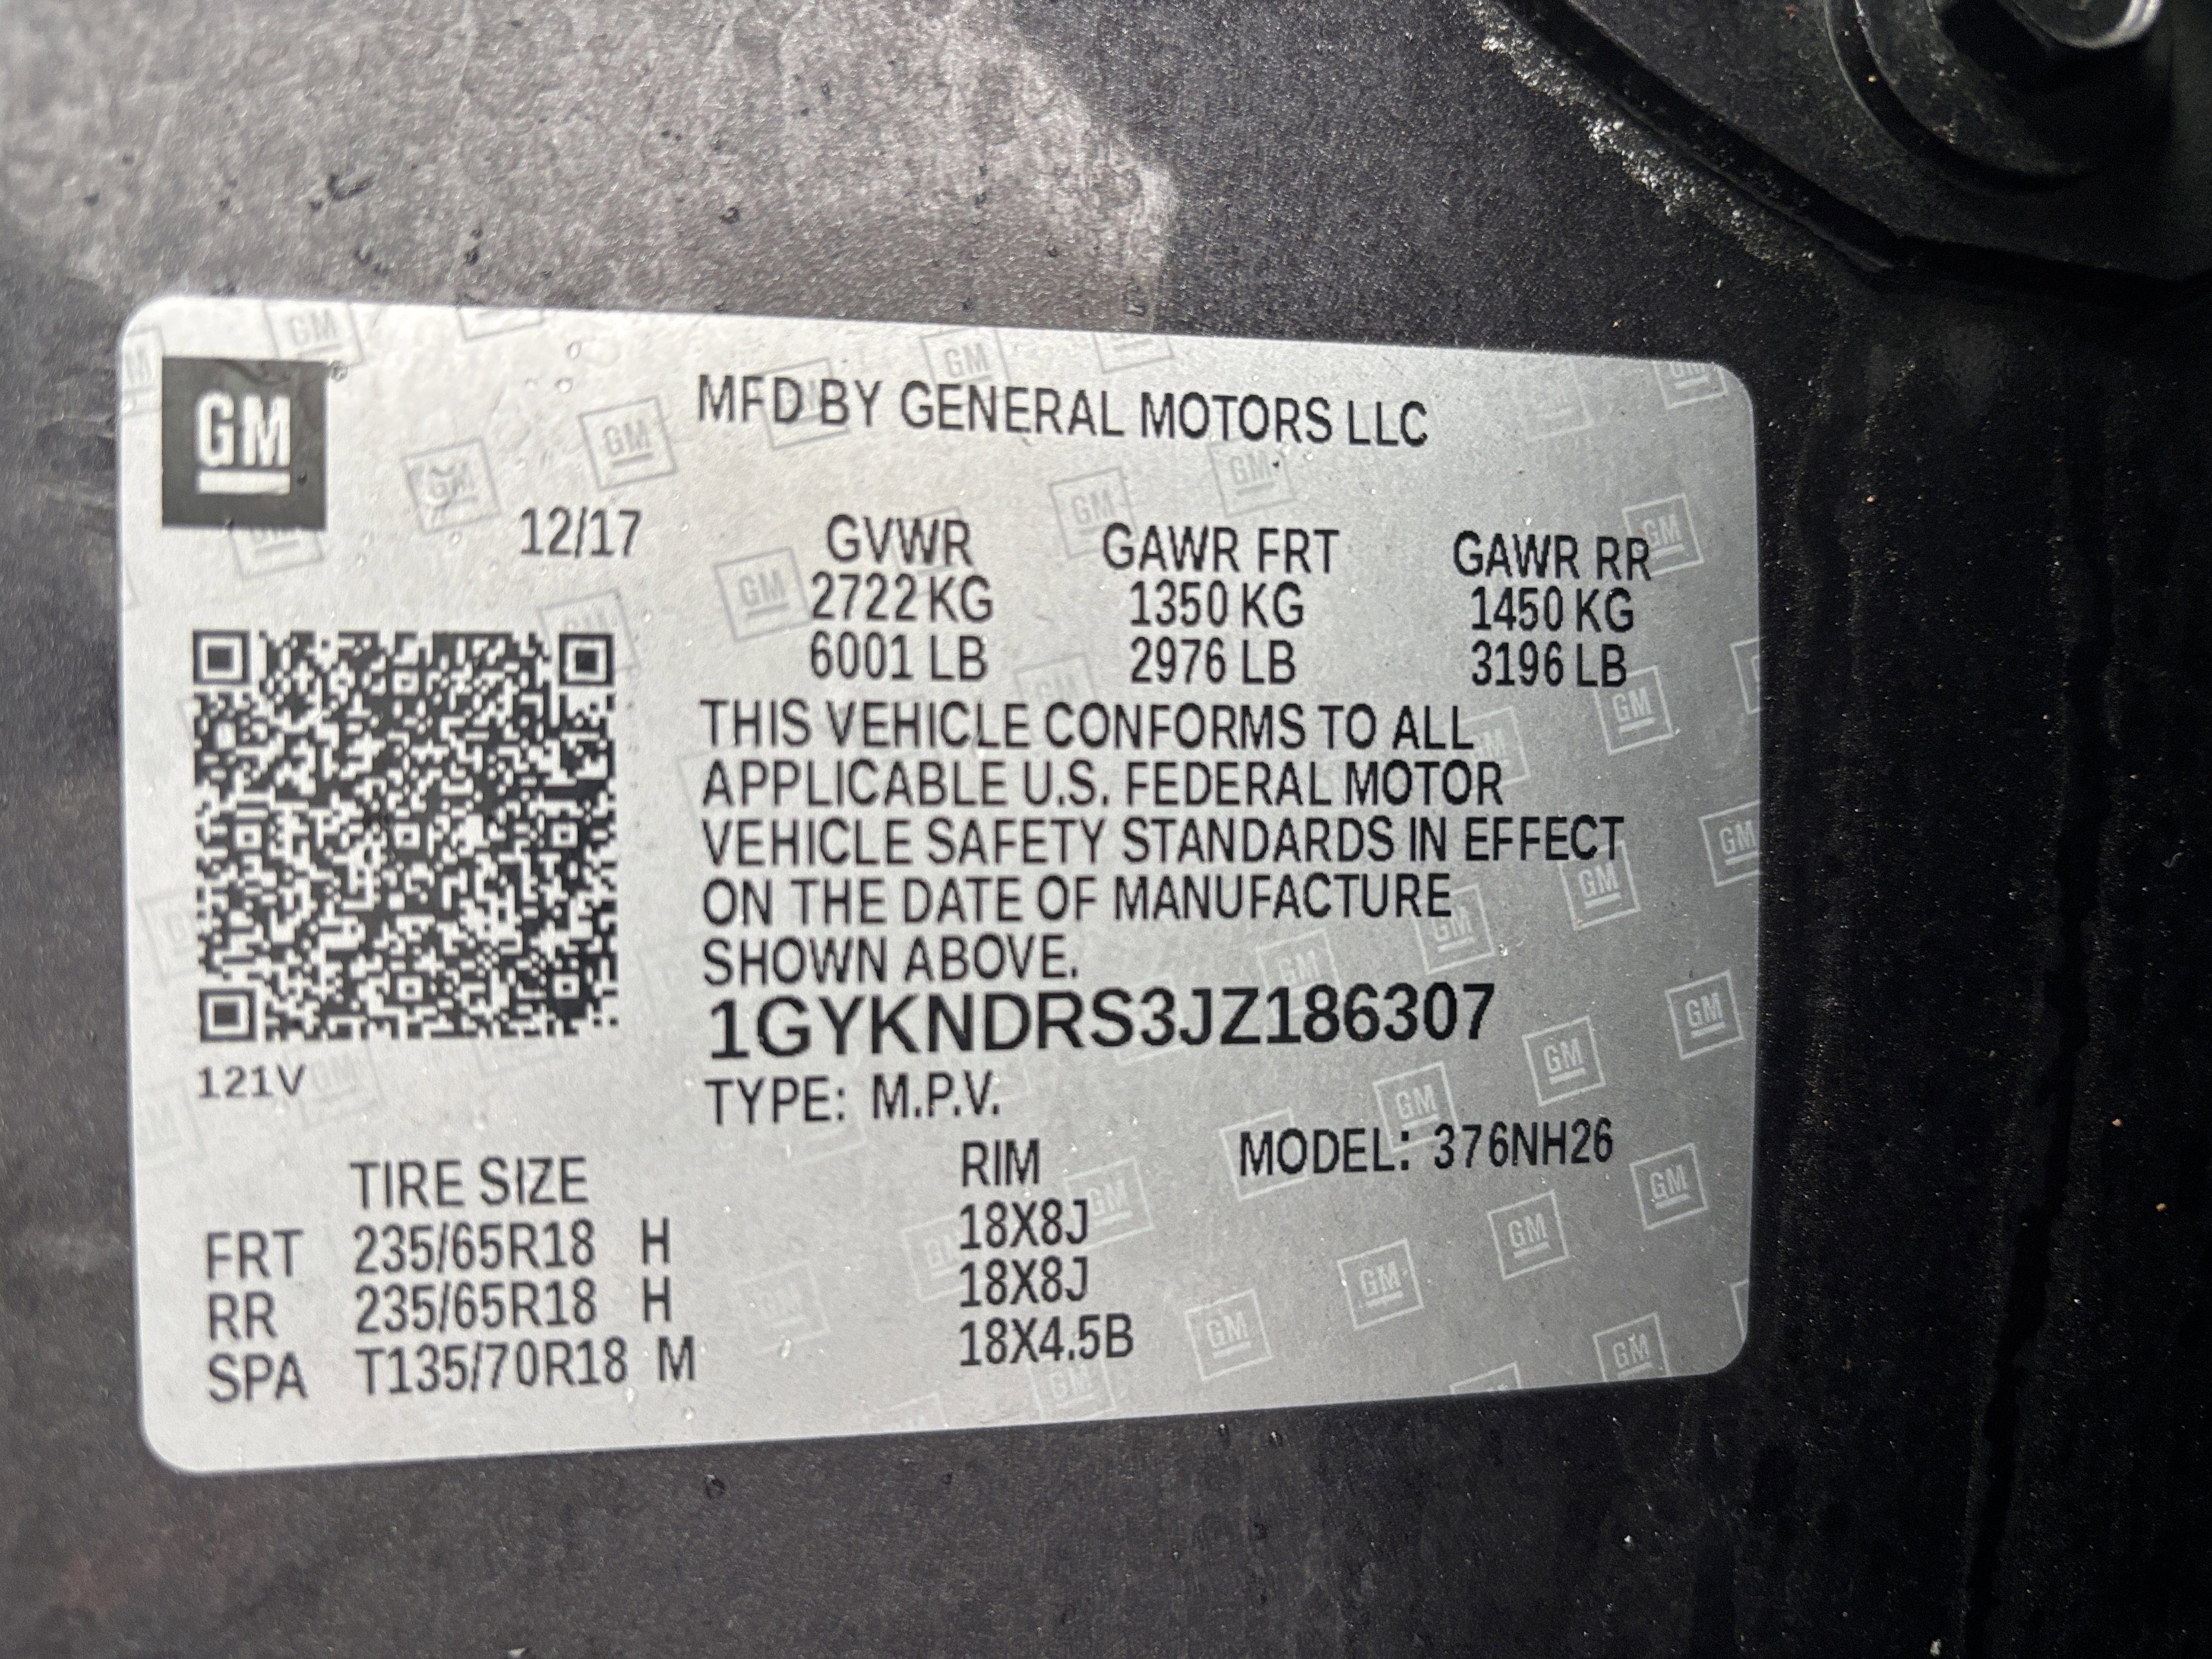 GM
MFD BY GENERAL MOTORS LLC
12/17 GVWR GAWR FRT GAWR RR
2722 KG 1350 KG 1450 KG
6001 LB 2976 LB 3196 LB
THIS VEHICLE CONFORMS TO ALL
APPLICABLE U.S. FEDERAL MOTOR
VEHICLE SAFETY STANDARDS IN EFFECT
ON THE DATE OF MANUFACTURE
SHOWN ABOVE.
1GYKNDRS3JZ186307
121V
TYPE: M.P.V.
TIRE SIZE RIM MODEL: 376NH26
FRT 235/65R18 H 18X8J
RR 235/65R18 H 18X8J
SPA T135/70R18 M 18X4.5B